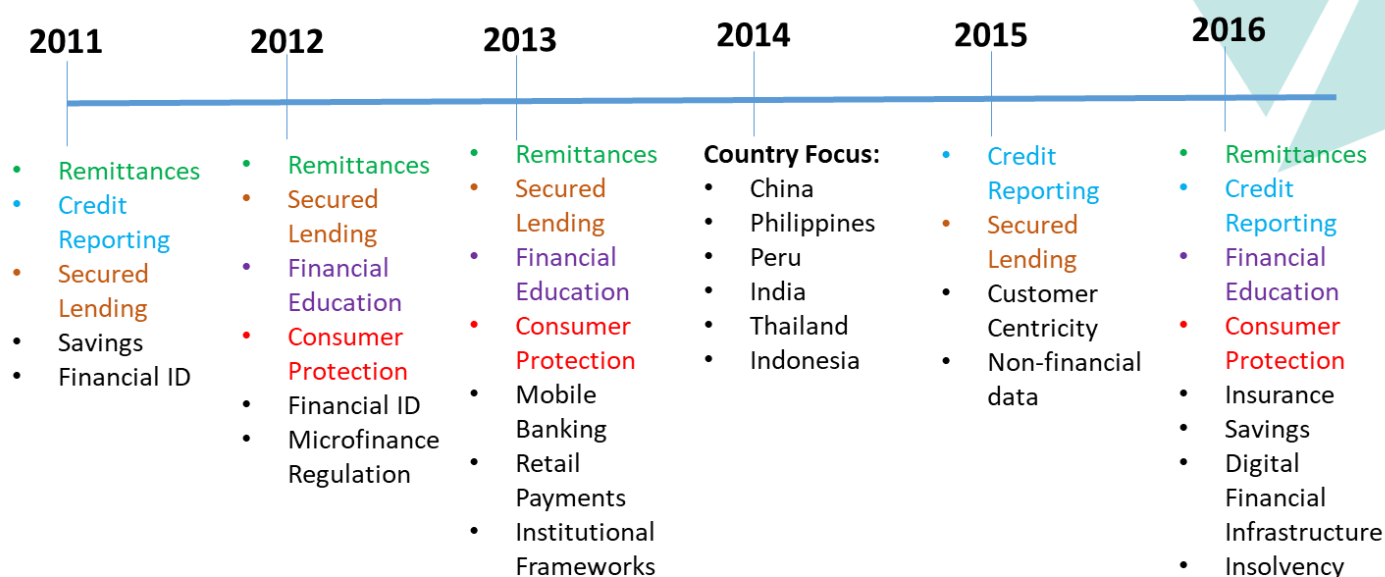 2011
• Remittances
• Credit
Reporting
• Secured
Lending
• Savings
• Financial ID
2012
• Remittances
• Secured
Lending
• Financial
Education
• Consumer
Protection
• Financial ID
• Microfinance
Regulation
2013
• Remittances
• Secured
Lending
• Financial
Education
• Consumer
Protection
• Mobile
Banking
• Retail
Payments
• Institutional
Frameworks
2014
Country Focus:
• China
• Philippines
• Peru
• India
• Thailand
• Indonesia
2015
• Credit
Reporting
• Secured
Lending
• Customer
Centricity
• Non-financial
data
2016
• Remittances
• Credit
Reporting
• Financial
Education
• Consumer
Protection
• Insurance
• Savings
• Digital
Financial
Infrastructure
• Insolvency